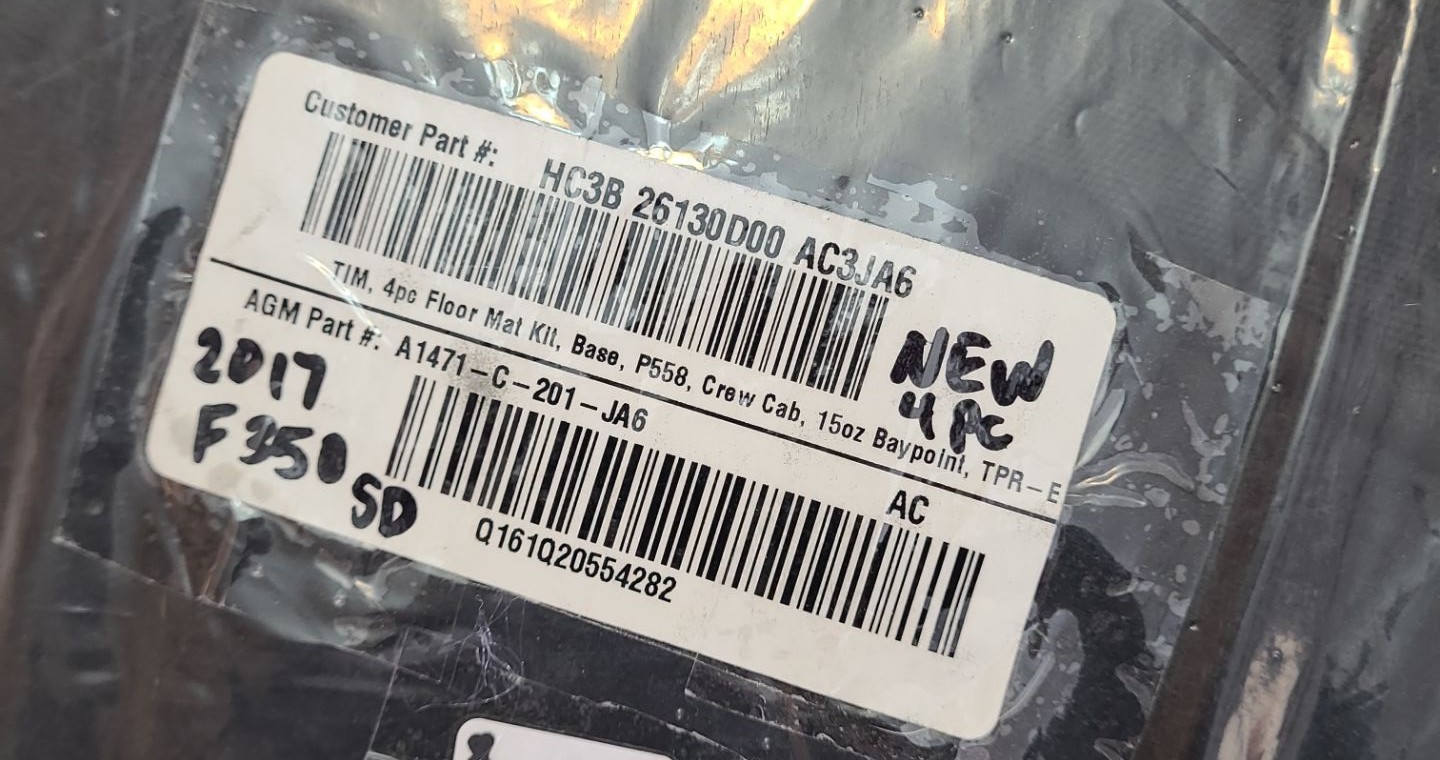 Customer Part #:
HC3B 26130D00 AC3JA6
TIM, 4pc Floor Mat Kit, Base, P558, Crew Cab, 15oz Baypoint, TPR-E
NEW
4 PC
AGM Part #: A1471-C-201-JA6
AC
2017
F 350
SD
Q161Q20554282